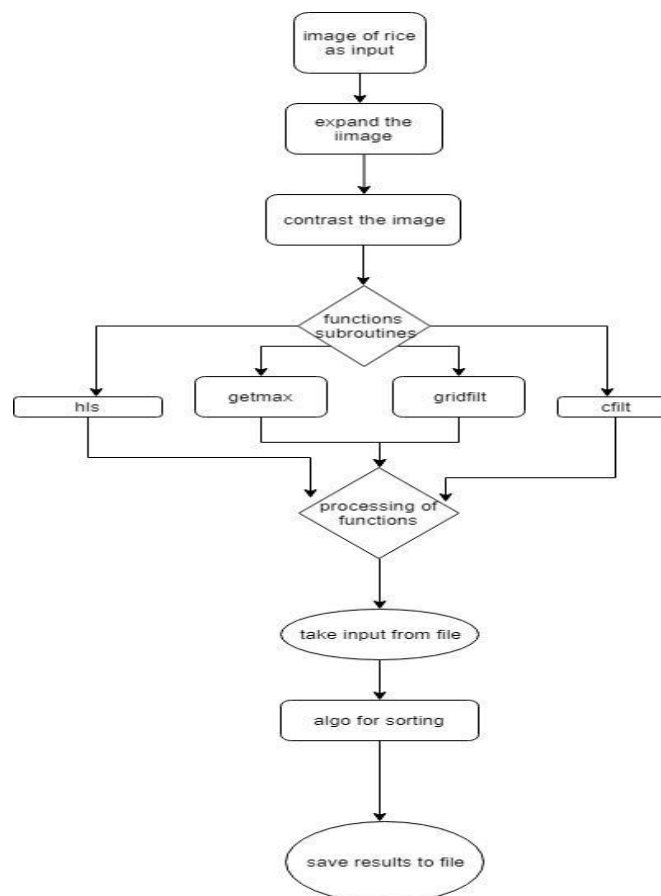 image of rice
as input
expand the
iimage
contrast the image
functions
subroutines
hls
getmax
gridfilt
cfilt
processing of
functions
take input from file
algo for sorting
save results to file